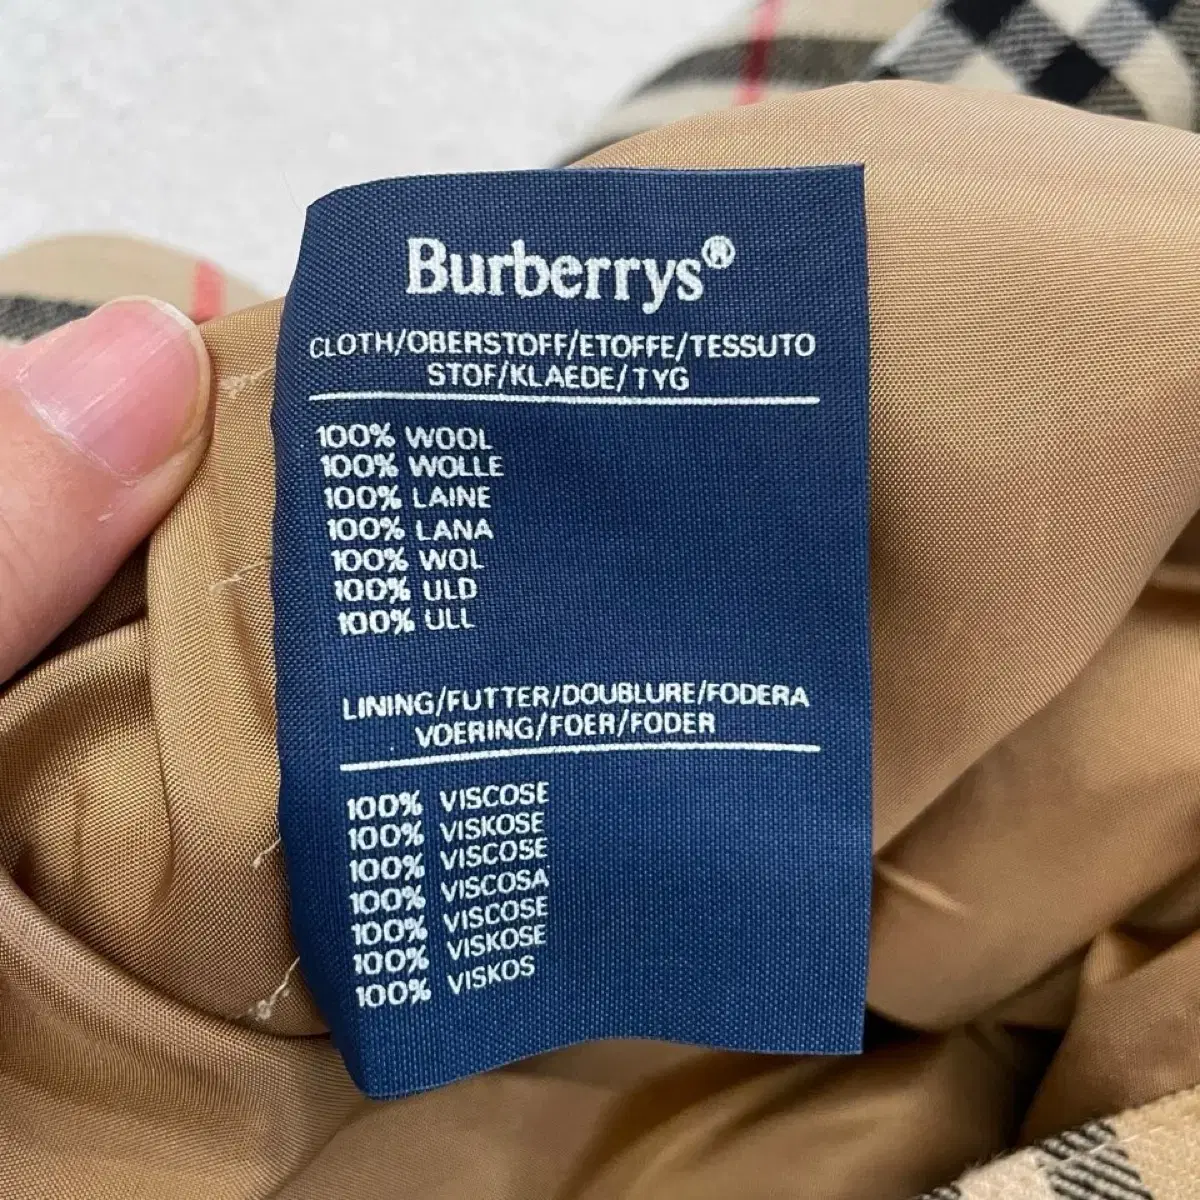 Burberrys®
CLOTH/OBERSTOFF/ETOFFE/TESSUTO
STOF/KLAEDE/TYG
100% WOOL
100% WOLLE
100% LAINE
100% LANA
100% WOL
100% ULD
100% ULL
LINING/FUTTER/DOUBLURE/FODERA
VOERING/FOER/FODER
100% VISCOSE
100% VISKOSE
100% VISCOSE
100% VISCOSA
100% VISCOSE
100% VISKOSE
100% VISKOS